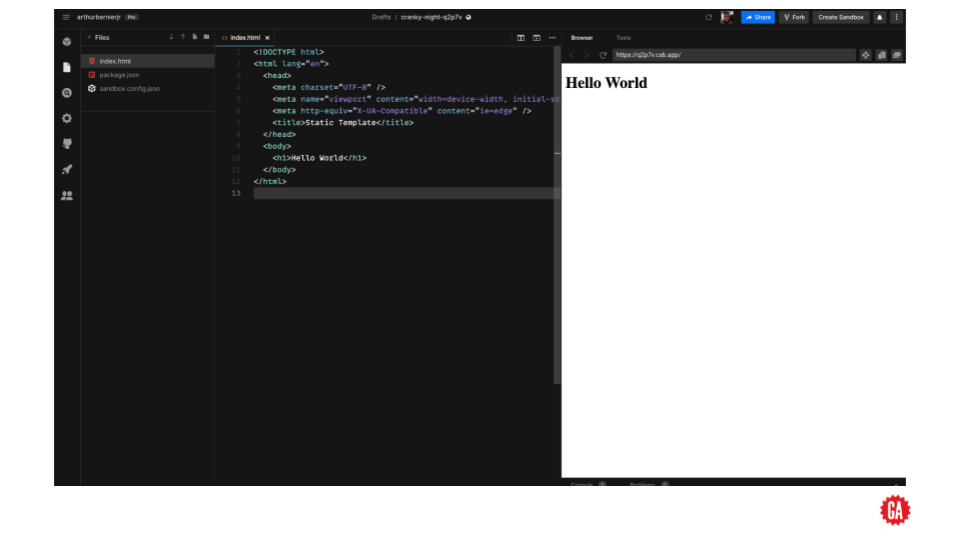 arthurbernierjr Pro
Drafts / cranky-night-q2p7v
Share
Fork
Create Sandbox
Files
index.html
package.json
sandbox.config.json
index.html
1 <!DOCTYPE html>
2 <html lang="en">
3 <head>
4 <meta charset="UTF-8" />
5 <meta name="viewport" content="width=device-width, initial-sc
6 <meta http-equiv="X-UA-Compatible" content="ie=edge" />
7 <title>Static Template</title>
8 </head>
9 <body>
10 <h1>Hello World</h1>
11 </body>
12 </html>
13
Browser Tests
https://q2p7v.csb.app/
Hello World
Console
Problems
GA